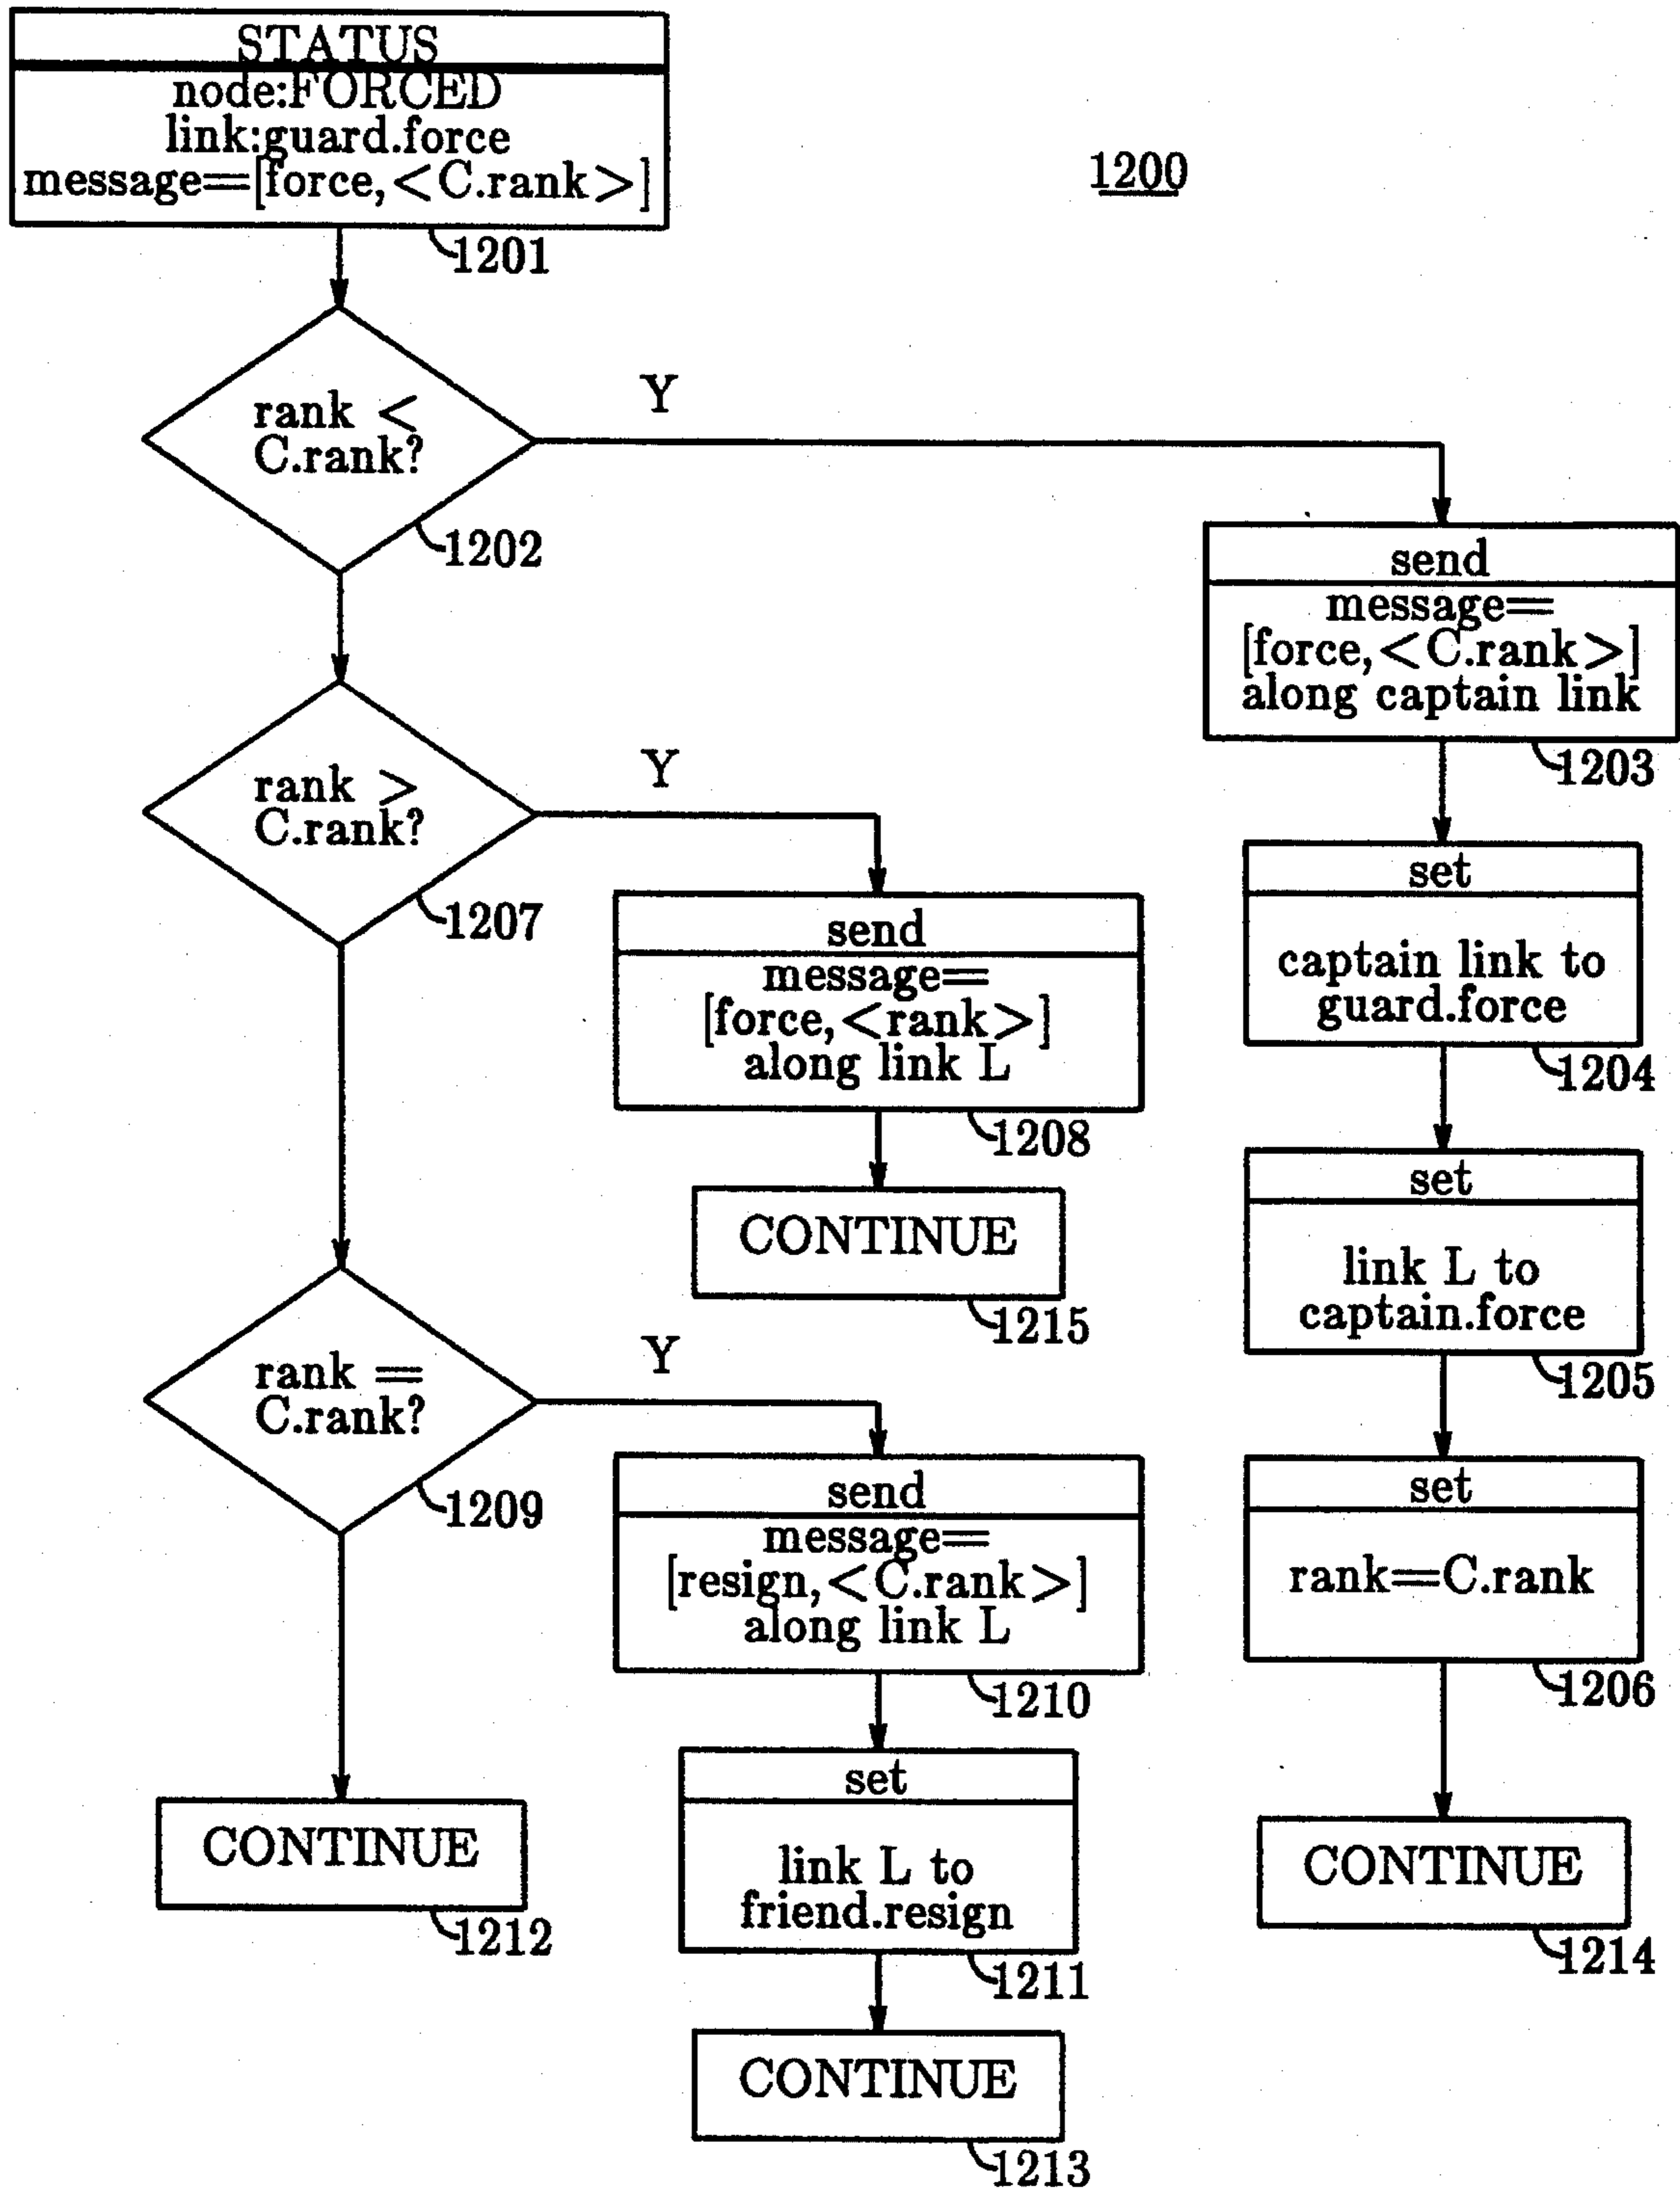 STATUS
node:FORCED
link:guard.force
message=[force,<C.rank>]
1201
1200
rank <
C.rank?
1202
Y
send
message=
[force,<C.rank>]
along captain link
1203
set
captain link to
guard.force
1204
set
link L to
captain.force
1205
set
rank=C.rank
1206
CONTINUE
1214
rank >
C.rank?
1207
Y
send
message=
[force,<rank>]
along link L
1208
CONTINUE
1215
rank =
C.rank?
1209
Y
send
message=
[resign,<C.rank>]
along link L
1210
set
link L to
friend.resign
1211
CONTINUE
1213
CONTINUE
1212